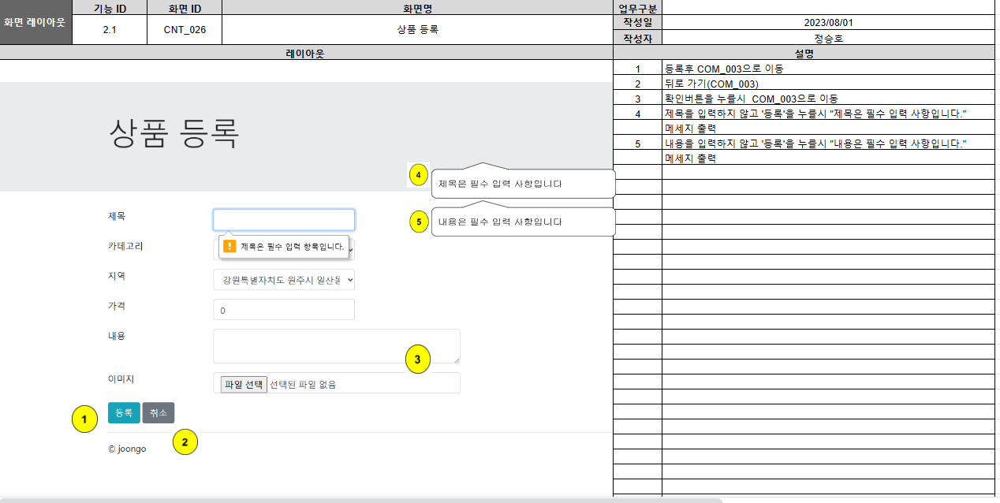 화면 레이아웃
기능 ID 화면 ID 화면명 업무구분
2.1 CNT_026 상품 등록
작성일 2023/08/01
작성자 정승호
레이아웃 설명
상품 등록
4 제목은 필수 입력 사항입니다
5 내용은 필수 입력 사항입니다
제목
제목은 필수 입력 항목입니다.
카테고리
지역 강원특별자치도 원주시 일산동
가격 0
내용
3
이미지 파일 선택 선택된 파일 없음
1 등록 취소
2
© joongo
1 등록후 COM_003으로 이동
2 뒤로 가기(COM_003)
3 확인버튼을 누를시 COM_003으로 이동
4 제목을 입력하지 않고 '등록'을 누를시 "제목은 필수 입력 사항입니다."
메세지 출력
5 내용을 입력하지 않고 '등록'을 누를시 "내용은 필수 입력 사항입니다."
메세지 출력